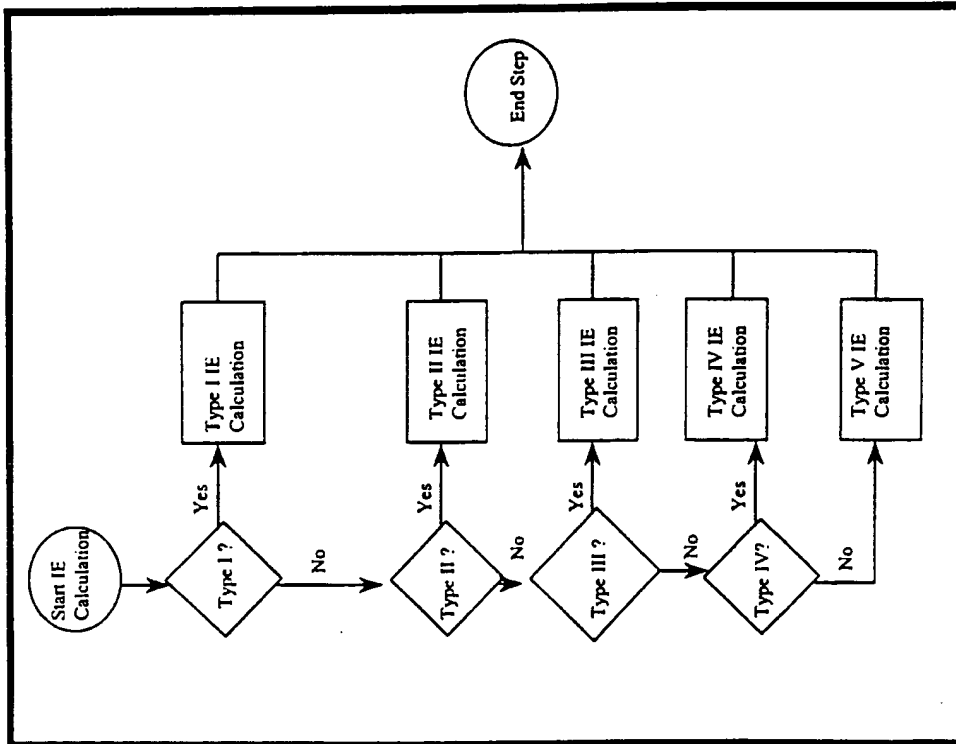 Start IE
Calculation
Type I ?
Yes
Type I IE
Calculation
No
Type II ?
Yes
Type II IE
Calculation
No
Type III ?
Yes
Type III IE
Calculation
No
Type IV?
Yes
Type IV IE
Calculation
No
Type V IE
Calculation
End Step